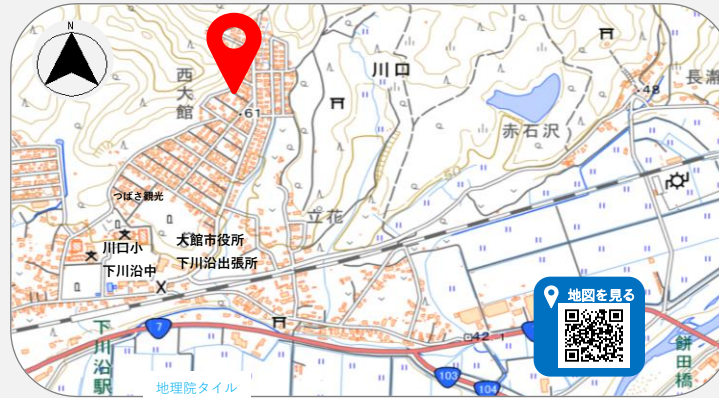 N
西大館
川口
・61
・48
長瀬
赤石沢
50
立花
つばさ観光
川口小
下川沿中
大館市役所
下川沿出張所
地図を見る
7
42.1
103
104
下川沿駅
餅田橋
地理院タイル